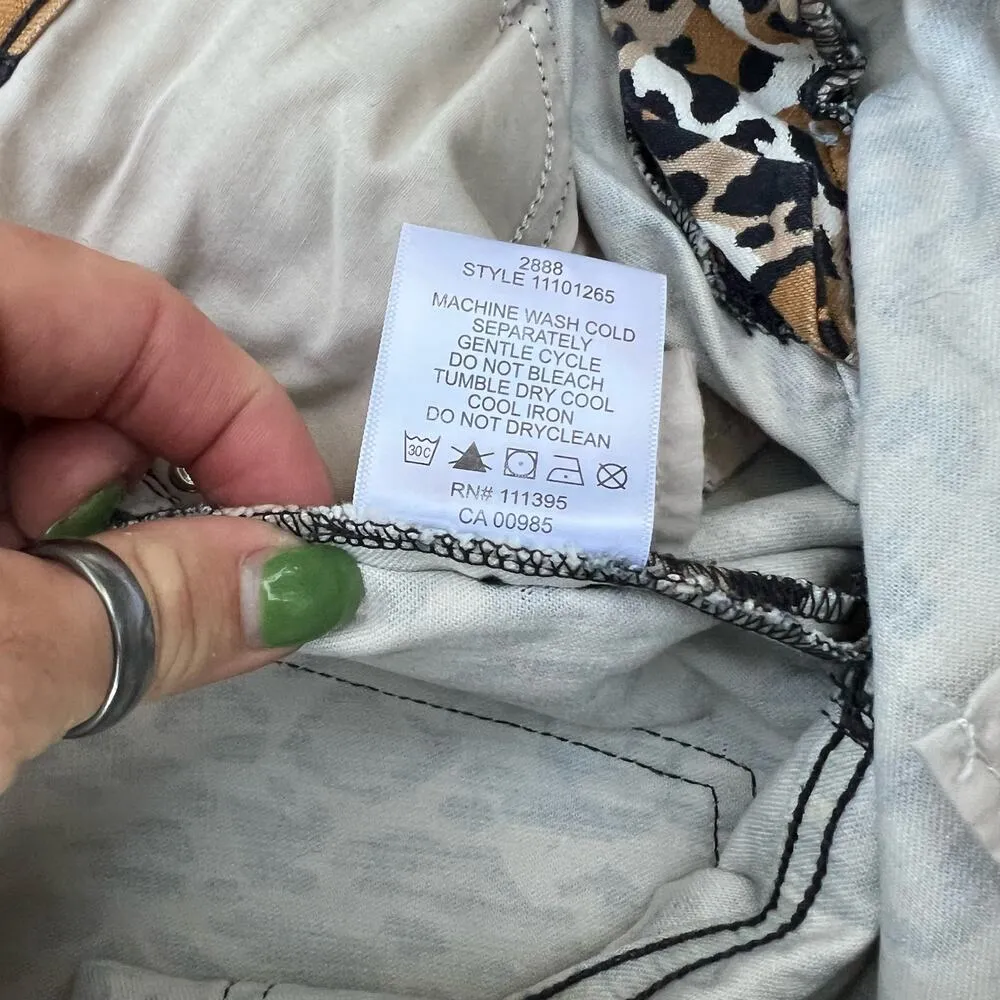 2888
STYLE 11101265
MACHINE WASH COLD
SEPARATELY
GENTLE CYCLE
DO NOT BLEACH
TUMBLE DRY COOL
COOL IRON
DO NOT DRYCLEAN
30C
RN# 111395
CA 00985